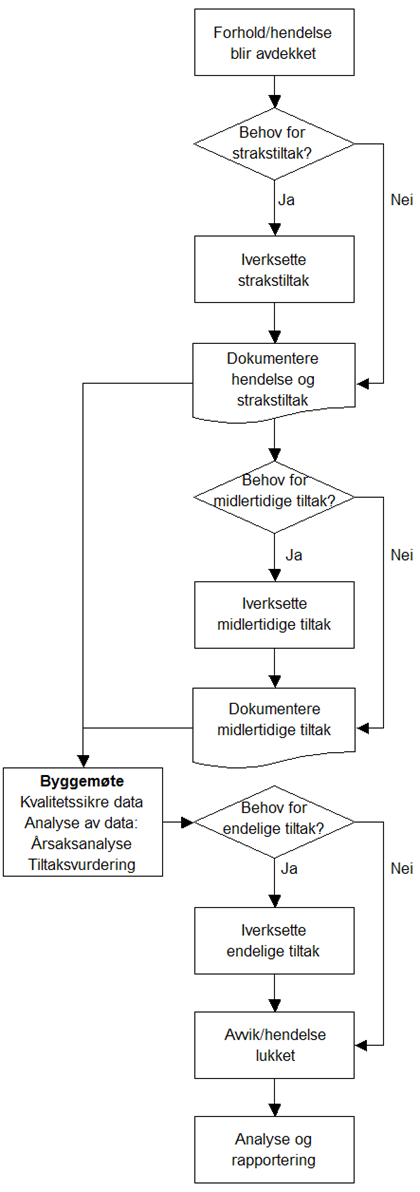 Forhold/hendelse
blir avdekket
Behov for
strakstiltak?
Ja
Nei
Iverksette
strakstiltak
Dokumentere
hendelse og
strakstiltak
Behov for
midlertidige tiltak?
Ja
Nei
Iverksette
midlertidige tiltak
Dokumentere
midlertidige tiltak
Byggemøte
Kvalitetssikre data
Analyse av data:
Årsaksanalyse
Tiltaksvurdering
Behov for
endelige tiltak?
Ja
Nei
Iverksette
endelige tiltak
Avvik/hendelse
lukket
Analyse og
rapportering